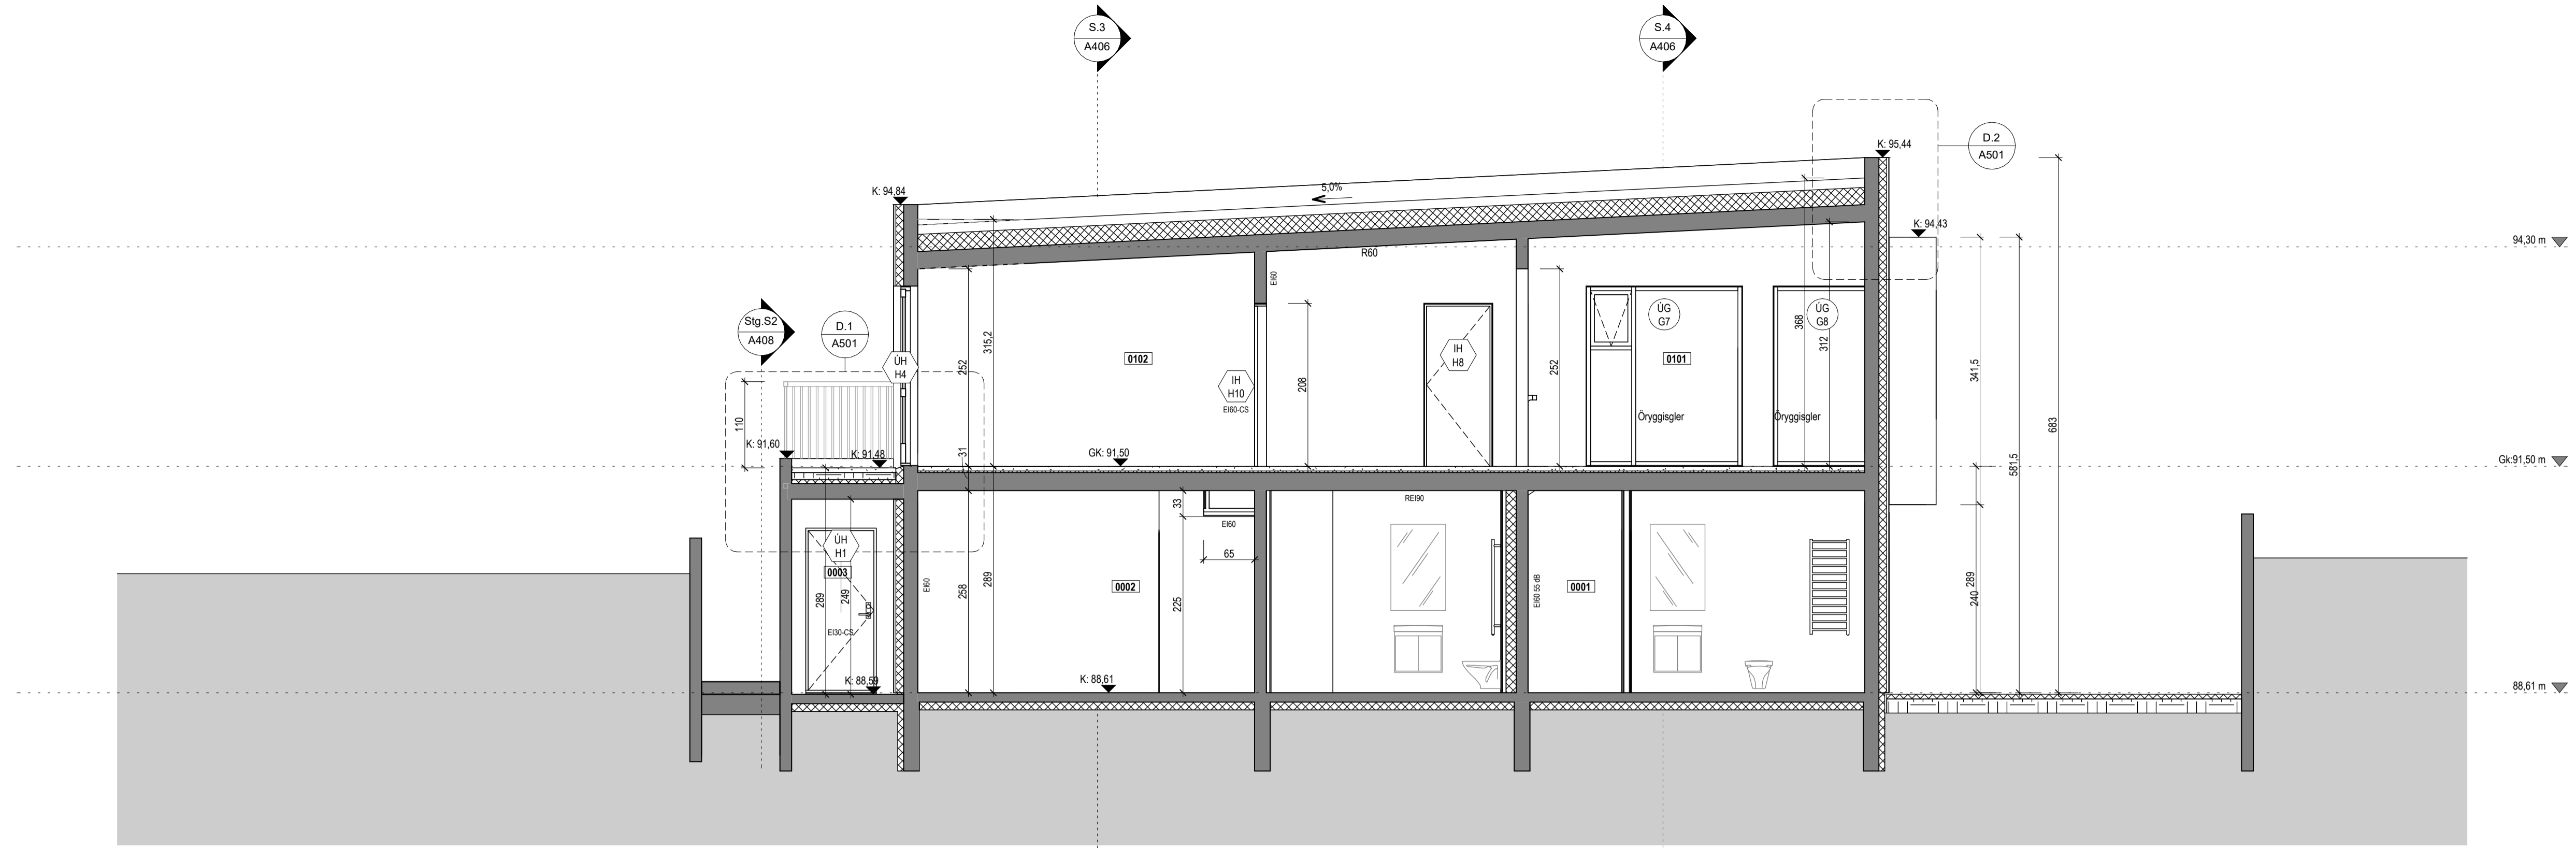 S.3
A406
S.4
A406
D.2
A501
K: 95,44
K: 94,84
5,0%
K: 94,43
94,30 m
R60
EI60
ÚG
G7
ÚG
G8
368
312
315,2
252
208
252
341,5
683
581,5
Stg.S2
A408
D.1
A501
ÚH
H4
0102
IH
H10
EI60-CS
IH
H8
0101
Öryggisgler
Öryggisgler
110
K: 91,60
K: 91,48
31
GK: 91,50
Gk:91,50 m
33
EI60
REI90
65
ÚH
H1
0003
289
249
EI30-CS
EI60
258
289
0002
225
EI60 55 dB
0001
240
289
K: 88,59
K: 88,61
88,61 m